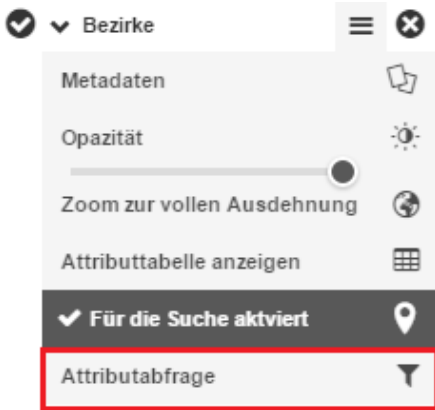 Bezirke
Metadaten
Opazität
Zoom zur vollen Ausdehnung
Attributtabelle anzeigen
Für die Suche aktviert
Attributabfrage